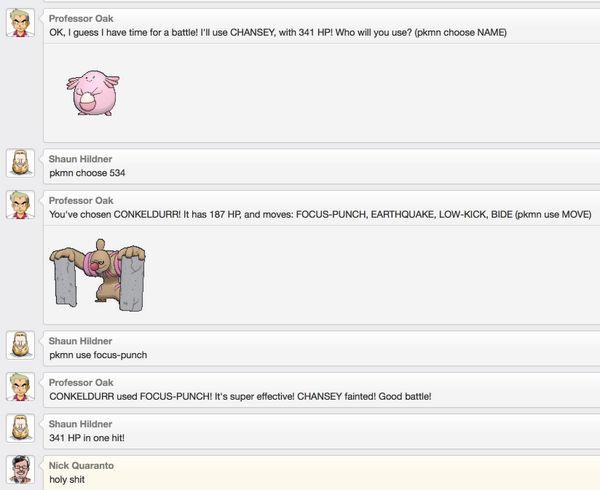 Professor Oak
OK, I guess I have time for a battle! I'll use CHANSEY, with 341 HP! Who will you use? (pkmn choose NAME)
Shaun Hildner
pkmn choose 534
Professor Oak
You've chosen CONKELDURR! It has 187 HP, and moves: FOCUS-PUNCH, EARTHQUAKE, LOW-KICK, BIDE (pkmn use MOVE)
Shaun Hildner
pkmn use focus-punch
Professor Oak
CONKELDURR used FOCUS-PUNCH! It's super effective! CHANSEY fainted! Good battle!
Shaun Hildner
341 HP in one hit!
Nick Quaranto
holy shit